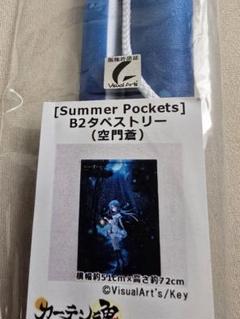 版権許諾証
VisualArt's
[Summer Pockets]
B2タペストリー
(空門蒼)
横幅約51cm×高さ約72cm
©VisualArt's/Key
カーテン魂